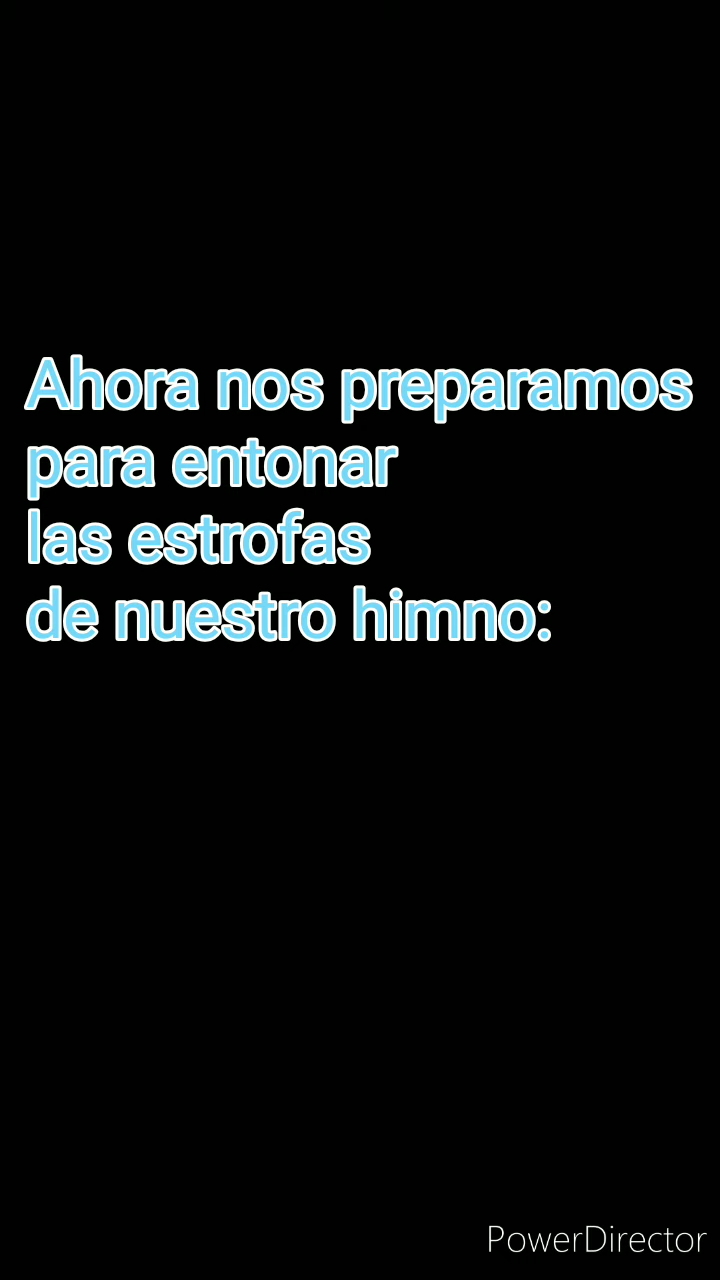 Ahora nos preparamos
para entonar
las estrofas
de nuestro himno:
PowerDirector